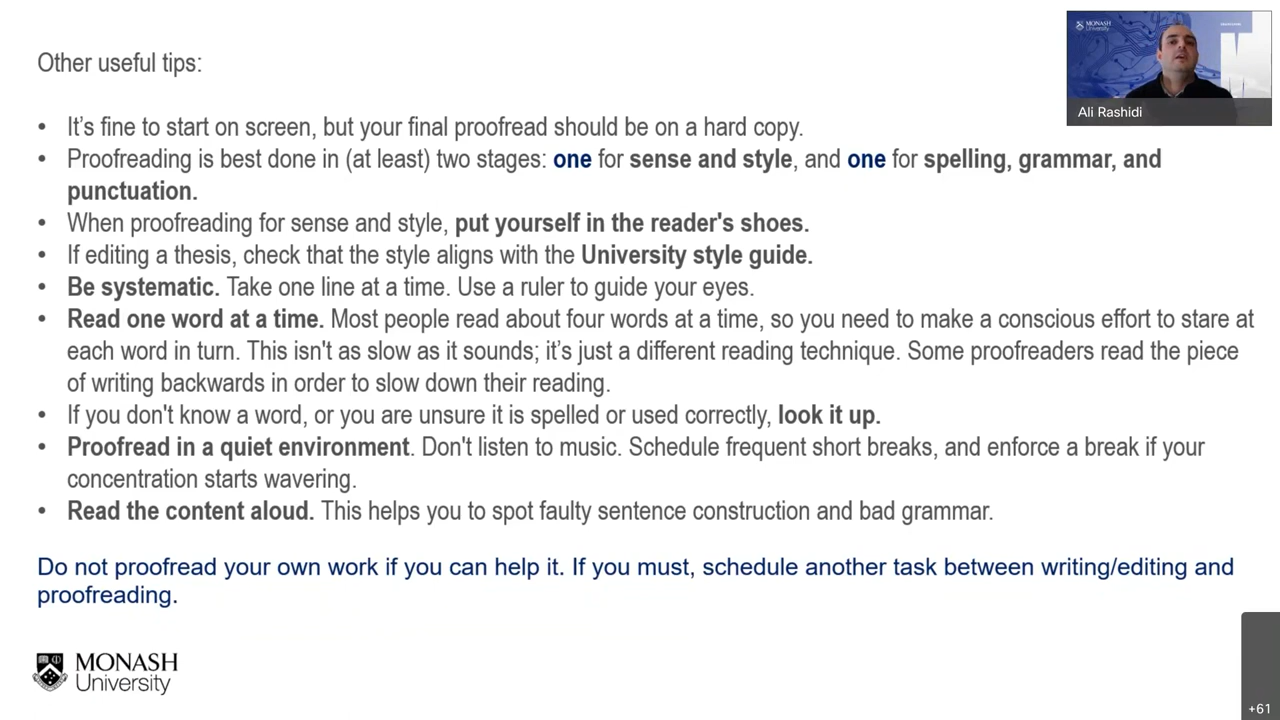 Other useful tips:
• It’s fine to start on screen, but your final proofread should be on a hard copy.
• Proofreading is best done in (at least) two stages: one for sense and style, and one for spelling, grammar, and
punctuation.
• When proofreading for sense and style, put yourself in the reader's shoes.
• If editing a thesis, check that the style aligns with the University style guide.
• Be systematic. Take one line at a time. Use a ruler to guide your eyes.
• Read one word at a time. Most people read about four words at a time, so you need to make a conscious effort to stare at
each word in turn. This isn't as slow as it sounds; it’s just a different reading technique. Some proofreaders read the piece
of writing backwards in order to slow down their reading.
• If you don't know a word, or you are unsure it is spelled or used correctly, look it up.
• Proofread in a quiet environment. Don't listen to music. Schedule frequent short breaks, and enforce a break if your
concentration starts wavering.
• Read the content aloud. This helps you to spot faulty sentence construction and bad grammar.
Do not proofread your own work if you can help it. If you must, schedule another task between writing/editing and
proofreading.
MONASH
University
MONASH
University
Ali Rashidi
+61